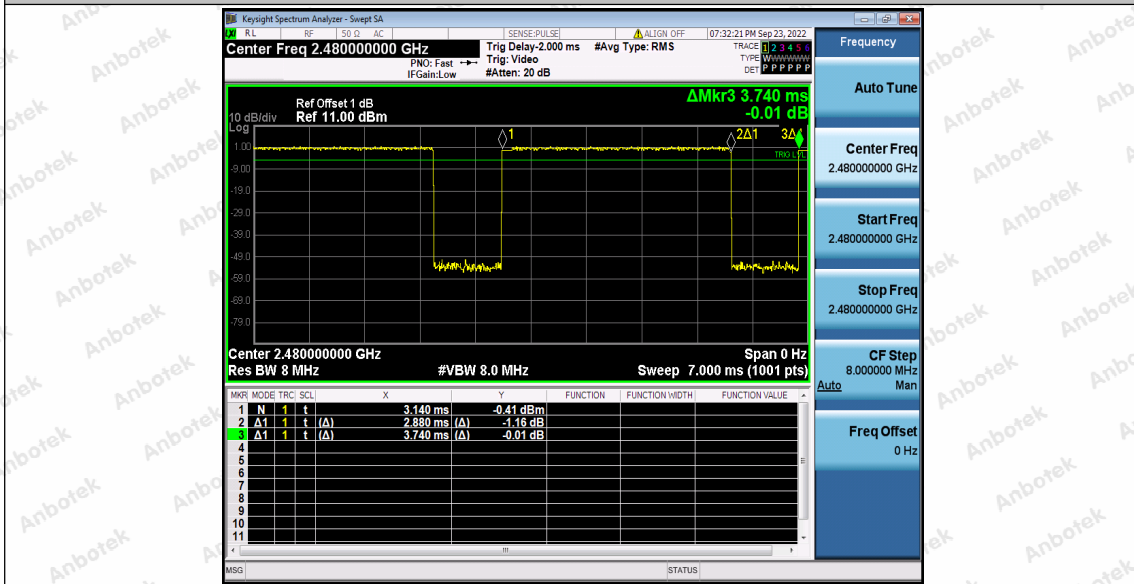 Keysight Spectrum Analyzer - Swept SA
LXI RL RF 50 Ω AC SENSE:PULSE ALIGN OFF 07:32:21 PM Sep 23, 2022
Center Freq 2.480000000 GHz
PNO: Fast
IFGain:Low
Trig Delay-2.000 ms
Trig: Video
#Atten: 20 dB
#Avg Type: RMS
TRACE 1 2 3 4 5 6
TYPE WWWWWW
DET P P P P P P
ΔMkr3 3.740 ms
-0.01 dB
Ref Offset 1 dB
10 dB/div Ref 11.00 dBm
Log
1 2Δ1 3Δ1
TRIG LVL
1.00
-9.00
-19.0
-29.0
-39.0
-49.0
-59.0
-69.0
-79.0
Center 2.480000000 GHz Span 0 Hz
Res BW 8 MHz #VBW 8.0 MHz Sweep 7.000 ms (1001 pts)
MKR MODE TRC SCL X Y FUNCTION FUNCTION WIDTH FUNCTION VALUE
1 N 1 t 3.140 ms -0.41 dBm
2 Δ1 1 t (Δ) 2.880 ms (Δ) -1.16 dB
3 Δ1 1 t (Δ) 3.740 ms (Δ) -0.01 dB
4
5
6
7
8
9
10
11
MSG STATUS
Frequency
Auto Tune
Center Freq
2.480000000 GHz
Start Freq
2.480000000 GHz
Stop Freq
2.480000000 GHz
CF Step
8.000000 MHz
Auto Man
Freq Offset
0 Hz
Anbotek